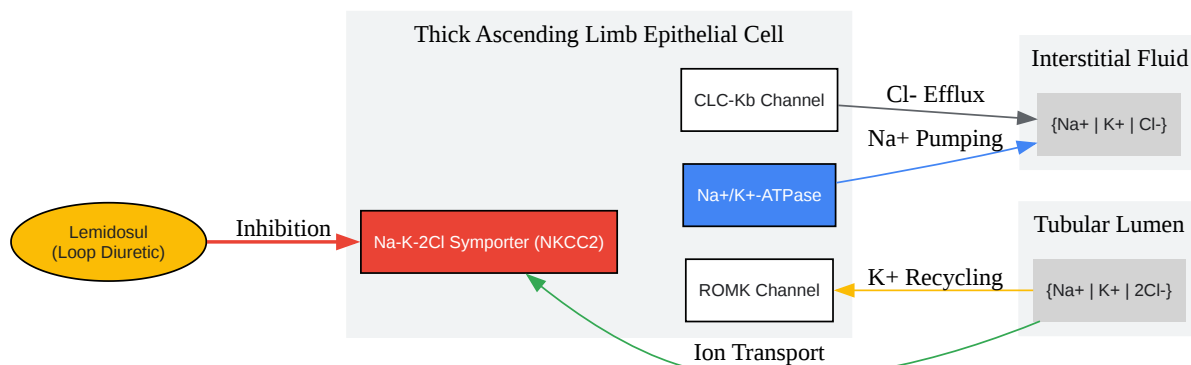 Thick Ascending Limb Epithelial Cell
CLC-Kb Channel
Cl- Efflux
Interstitial Fluid
{Na+ | K+ | Cl-}
Na+ Pumping
Na+/K+-ATPase
Lemidosul
(Loop Diuretic)
Inhibition
Na-K-2Cl Symporter (NKCC2)
Tubular Lumen
ROMK Channel
K+ Recycling
{Na+ | K+ | 2Cl-}
Ion Transport